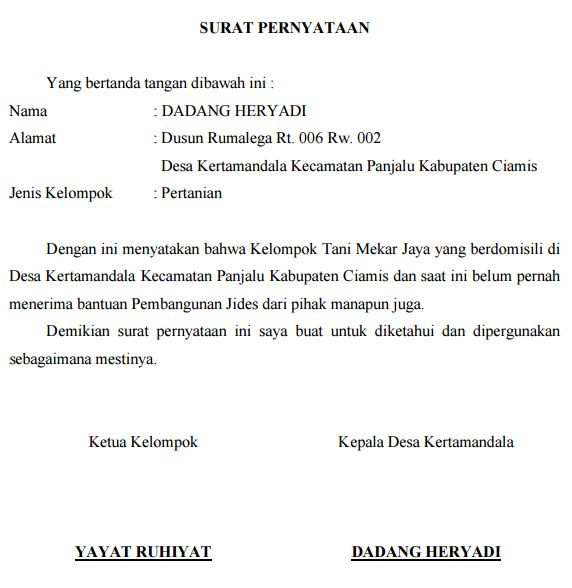 SURAT PERNYATAAN
Yang bertanda tangan dibawah ini :
Nama : DADANG HERYADI
Alamat : Dusun Rumalega Rt. 006 Rw. 002
Desa Kertamandala Kecamatan Panjalu Kabupaten Ciamis
Jenis Kelompok : Pertanian
Dengan ini menyatakan bahwa Kelompok Tani Mekar Jaya yang berdomisili di
Desa Kertamandala Kecamatan Panjalu Kabupaten Ciamis dan saat ini belum pernah
menerima bantuan Pembangunan Jides dari pihak manapun juga.
Demikian surat pernyataan ini saya buat untuk diketahui dan dipergunakan
sebagaimana mestinya.
Ketua Kelompok Kepala Desa Kertamandala
YAYAT RUHIYAT DADANG HERYADI